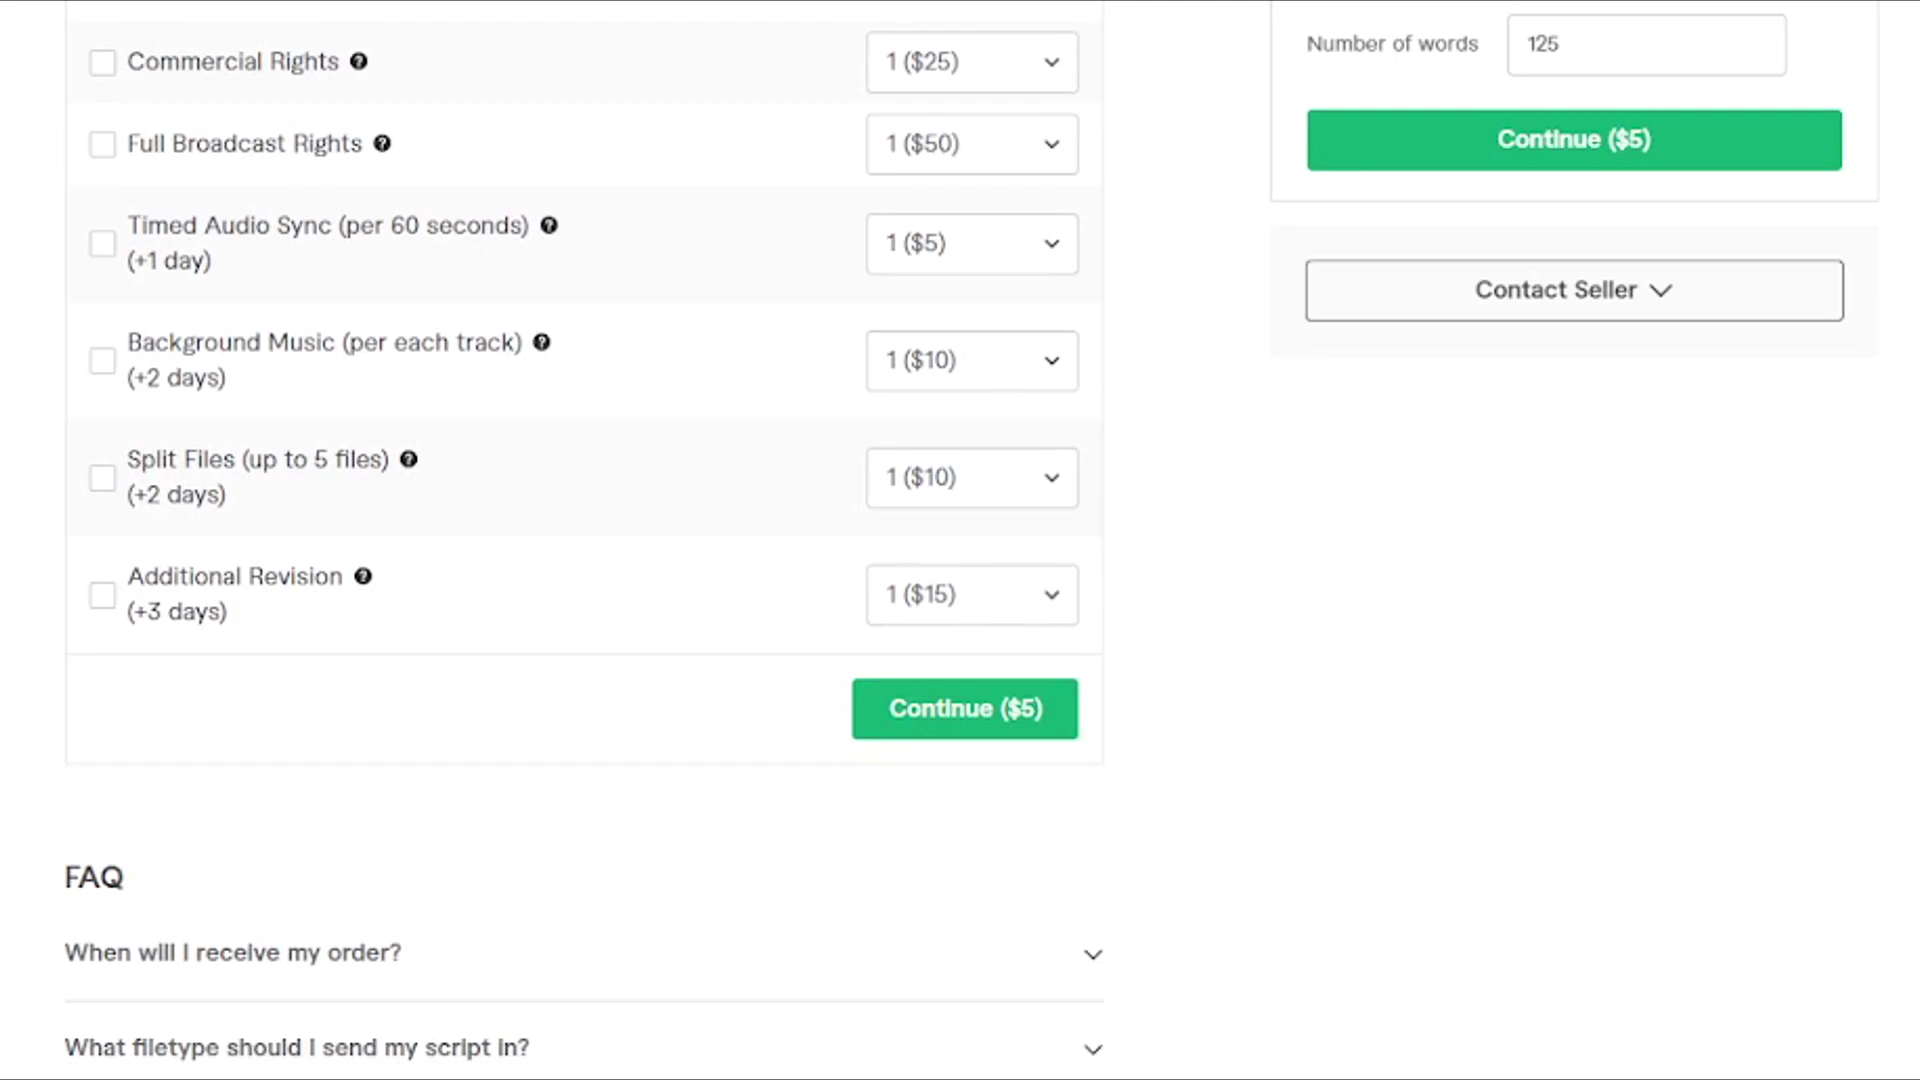 Commercial Rights ?
1 ($25)
Full Broadcast Rights ?
1 ($50)
Timed Audio Sync (per 60 seconds) ?
(+1 day)
1 ($5)
Background Music (per each track) ?
(+2 days)
1 ($10)
Split Files (up to 5 files) ?
(+2 days)
1 ($10)
Additional Revision ?
(+3 days)
1 ($15)
Continue ($5)
FAQ
When will I receive my order?
What filetype should I send my script in?
Number of words
125
Continue ($5)
Contact Seller